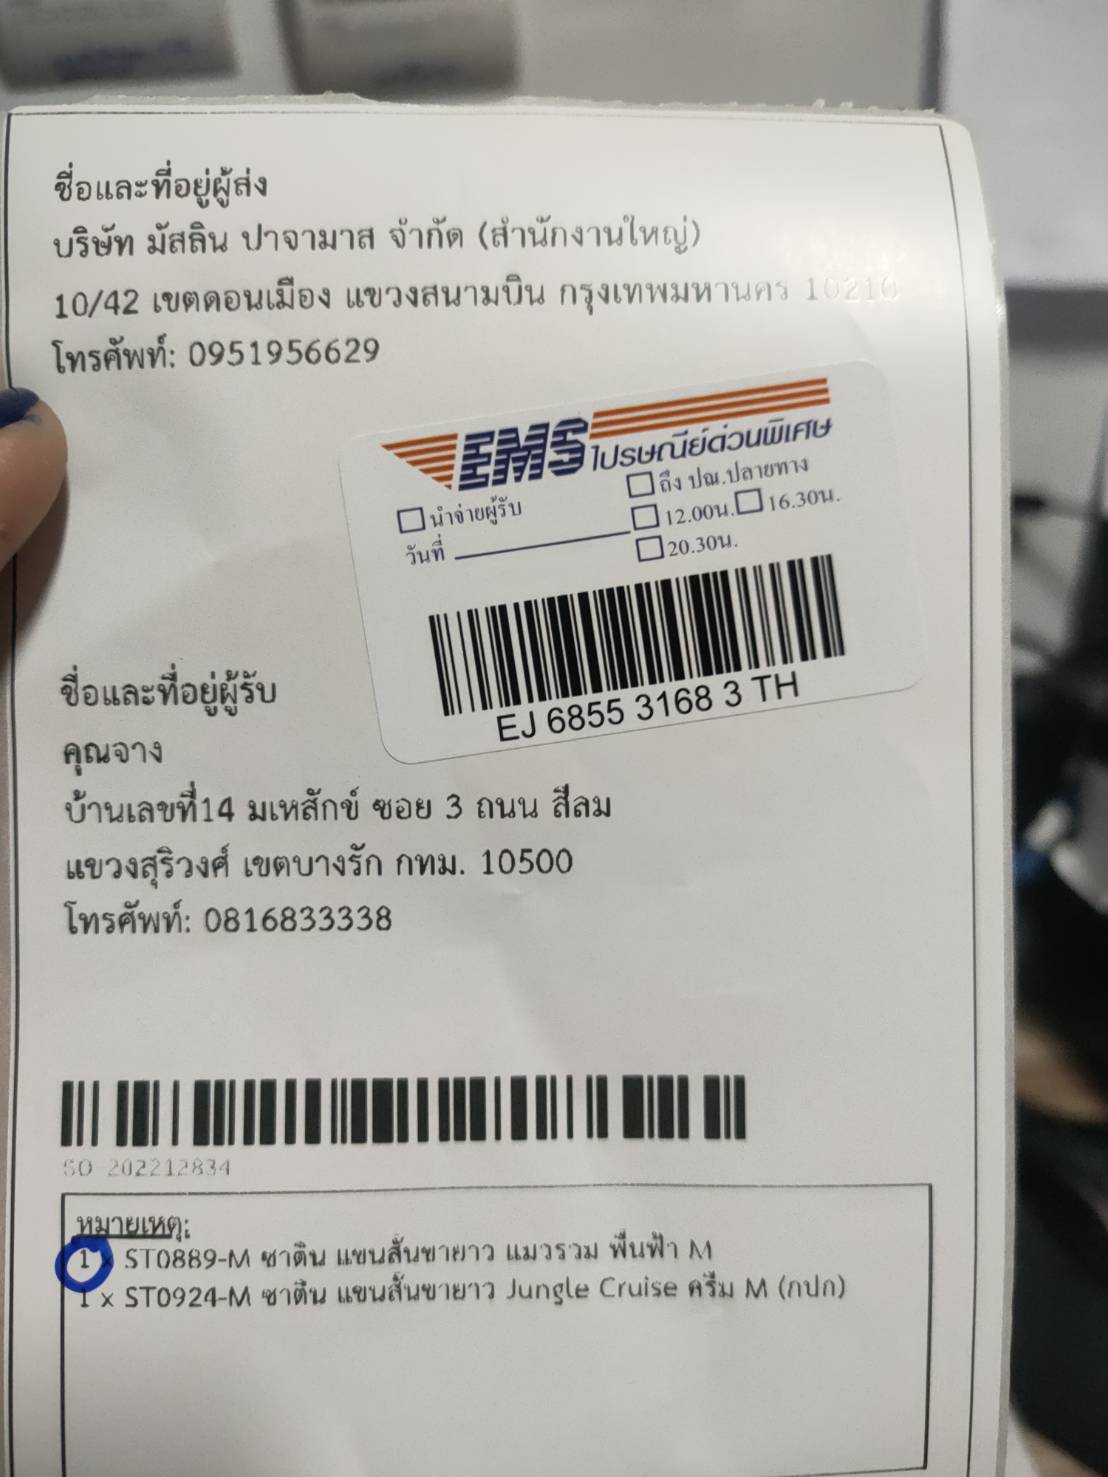 ชื่อและที่อยู่ผู้ส่ง
บริษัท มัสลิน ปาจามาส จำกัด (สำนักงานใหญ่)
10/42 เขตดอนเมือง แขวงสนามบิน กรุงเทพมหานคร 10210
โทรศัพท์: 0951956629
EMS ไปรษณีย์ด่วนพิเศษ
นำจ่ายผู้รับ ถึง ปณ.ปลายทาง
วันที่ 12.00น. 16.30น.
20.30น.
EJ 6855 3168 3 TH
ชื่อและที่อยู่ผู้รับ
คุณจาง
บ้านเลขที่14 มเหสักข์ ซอย 3 ถนน สีลม
แขวงสุริวงศ์ เขตบางรัก กทม. 10500
โทรศัพท์: 0816833338
SO-202212834
หมายเหตุ:
1 x ST0889-M ซาติน แขนสั้นขายาว แมวรวม พื้นฟ้า M
1 x ST0924-M ซาติน แขนสั้นขายาว Jungle Cruise ครีม M (กปก)